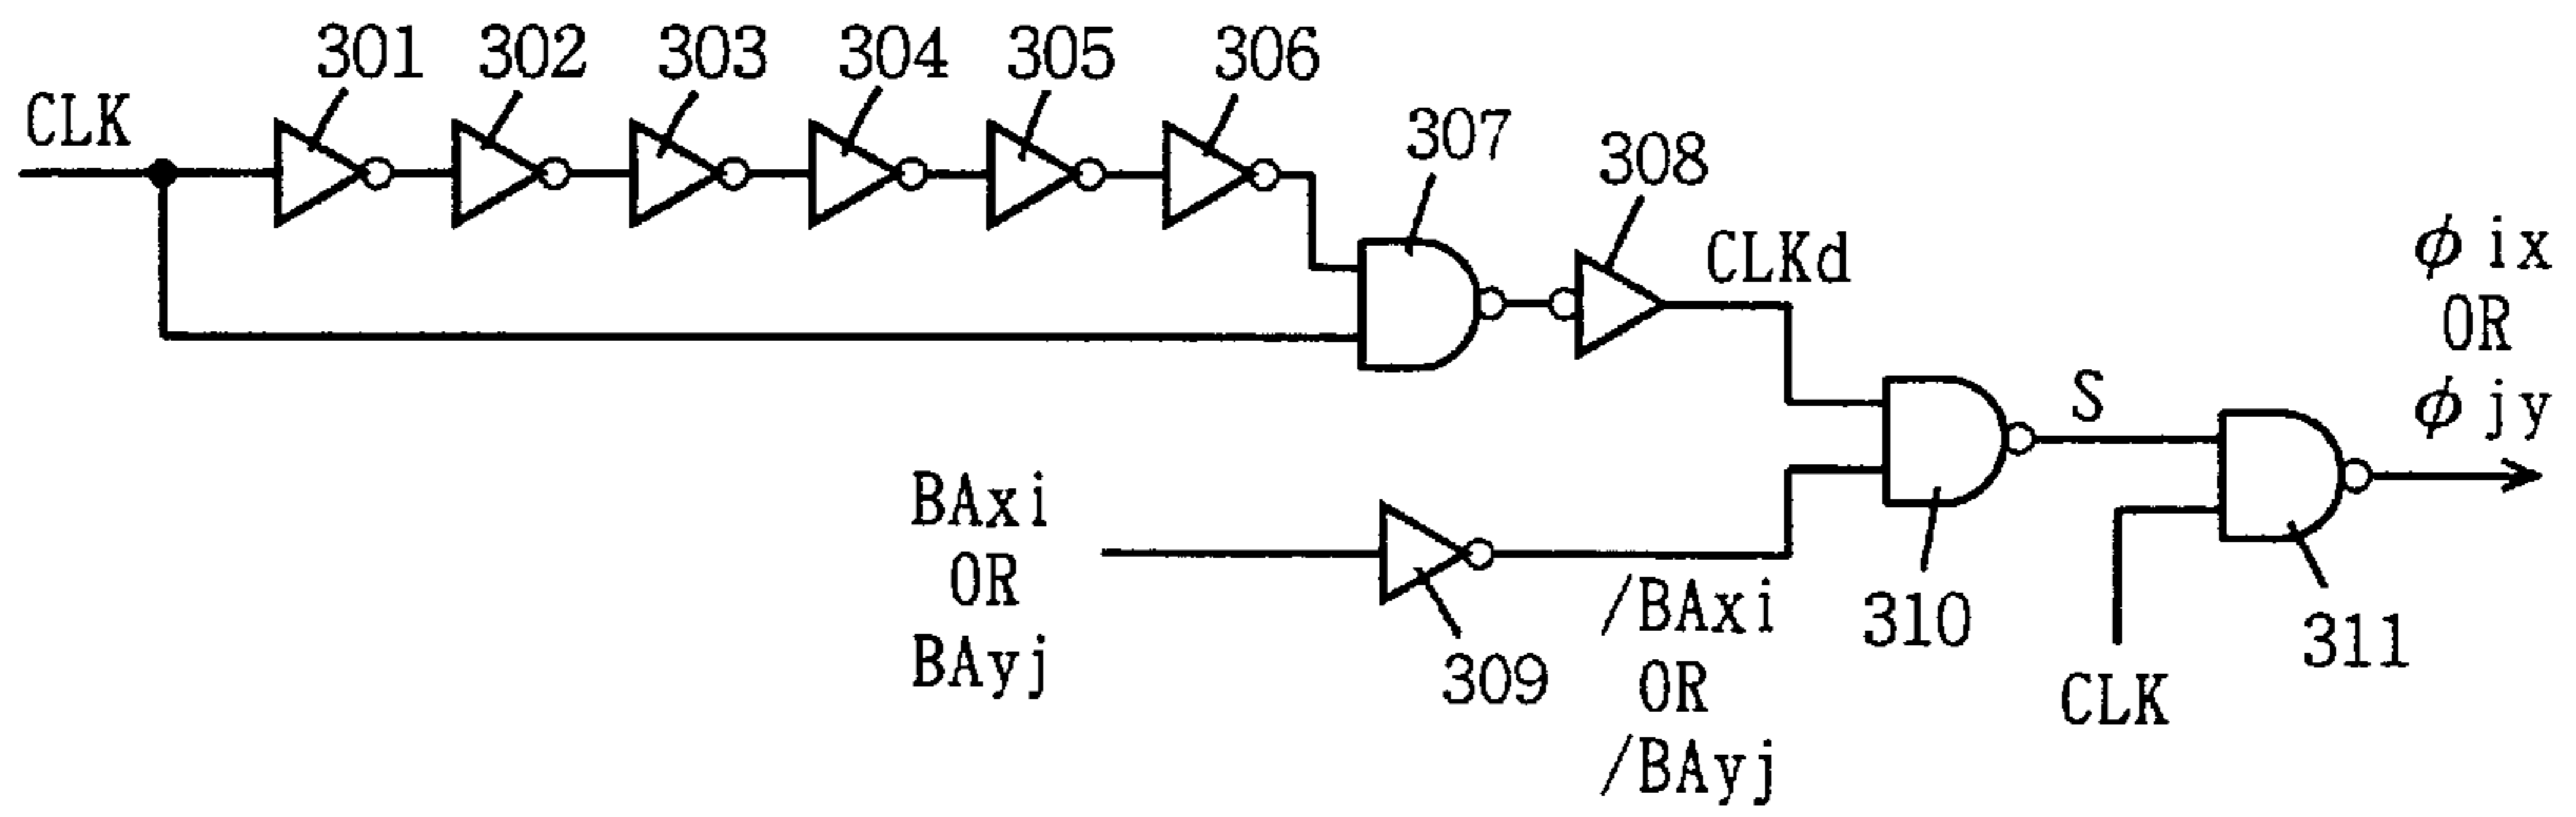 301
302
303
304
305
306
CLK
307
308
CLKd
φ ix
OR
φ jy
S
BAxi
OR
BAyj
309
/BAxi
OR
/BAyj
310
CLK
311